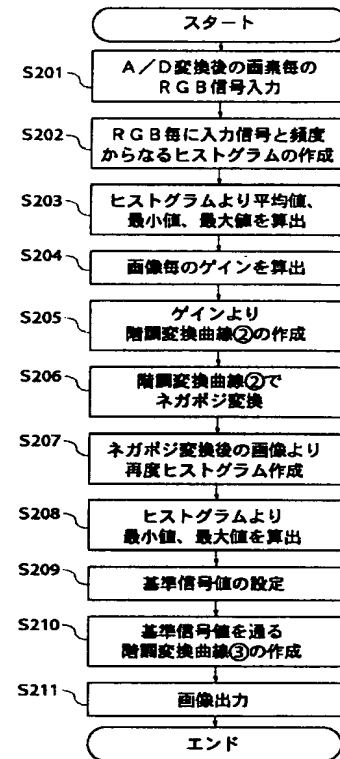 スタート
S201
A／D変換後の画素毎の
RGB信号入力
S202
RGB毎に入力信号と頻度
からなるヒストグラムの作成
S203
ヒストグラムより平均値、
最小値、最大値を算出
S204
画像毎のゲインを算出
S205
ゲインより
階調変換曲線②の作成
S206
階調変換曲線②で
ネガポジ変換
S207
ネガポジ変換後の画像より
再度ヒストグラム作成
S208
ヒストグラムより
最小値、最大値を算出
S209
基準信号値の設定
S210
基準信号値を通る
階調変換曲線③の作成
S211
画像出力
エンド